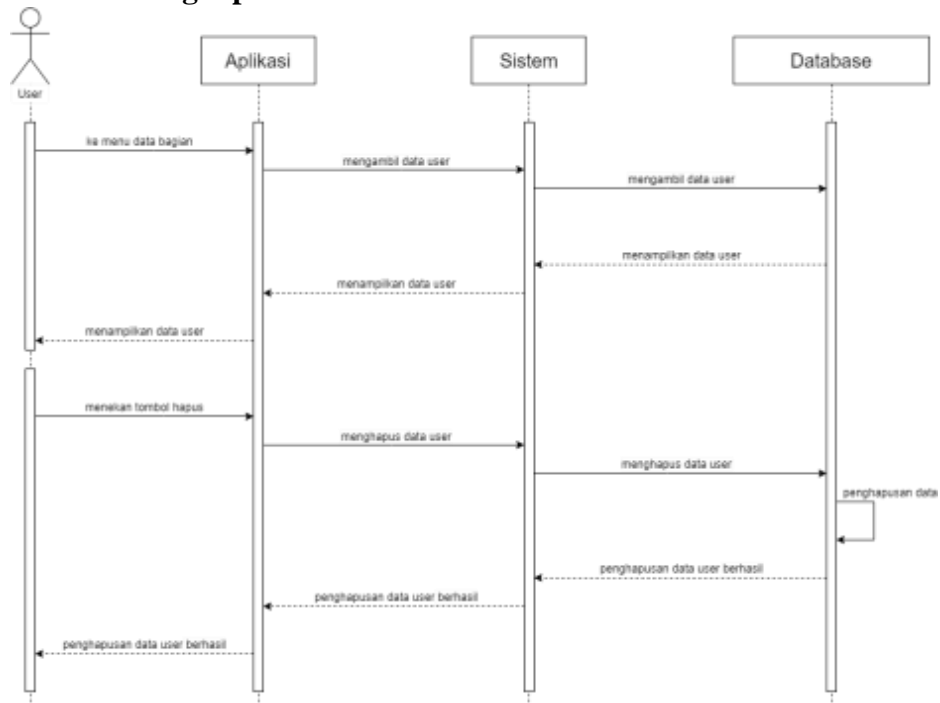 Aplikasi
Sistem
Database
User
ke menu data bagian
mengambil data user
mengambil data user
menampilkan data user
menampilkan data user
menampilkan data user
menekan tombol hapus
menghapus data user
menghapus data user
penghapusan data
penghapusan data user berhasil
penghapusan data user berhasil
penghapusan data user berhasil